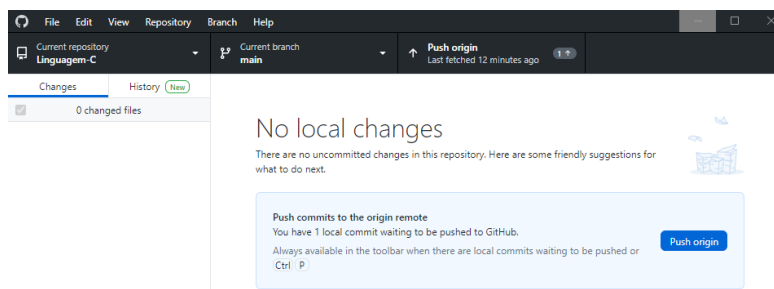 File Edit View Repository Branch Help
Current repository
Linguagem-C
Current branch
main
Push origin
Last fetched 12 minutes ago
1
Changes
History New
0 changed files
No local changes
There are no uncommitted changes in this repository. Here are some friendly suggestions for
what to do next.
Push commits to the origin remote
You have 1 local commit waiting to be pushed to GitHub.
Always available in the toolbar when there are local commits waiting to be pushed or
Ctrl P
Push origin